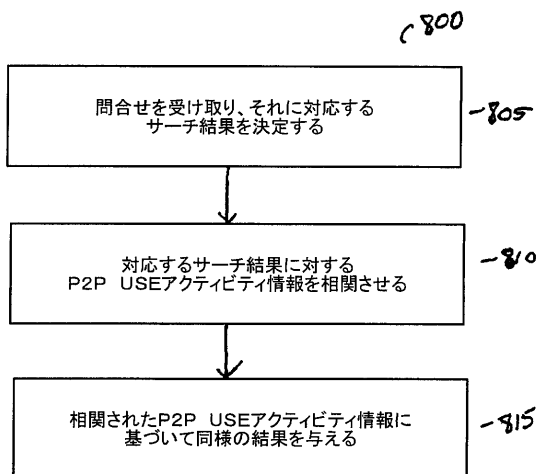 800
問合せを受け取り、それに対応する
サーチ結果を決定する
805
対応するサーチ結果に対する
P2P USEアクティビティ情報を相関させる
810
相関されたP2P USEアクティビティ情報に
基づいて同様の結果を与える
815